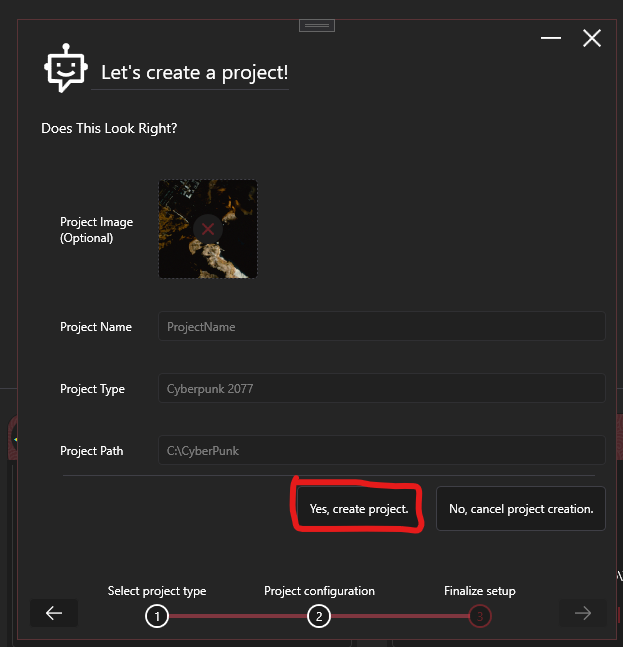 Let's create a project!
Does This Look Right?
Project Image
(Optional)
Project Name
ProjectName
Project Type
Cyberpunk 2077
Project Path
C:\CyberPunk
Yes, create project.
No, cancel project creation.
Select project type
Project configuration
Finalize setup
1
2
3